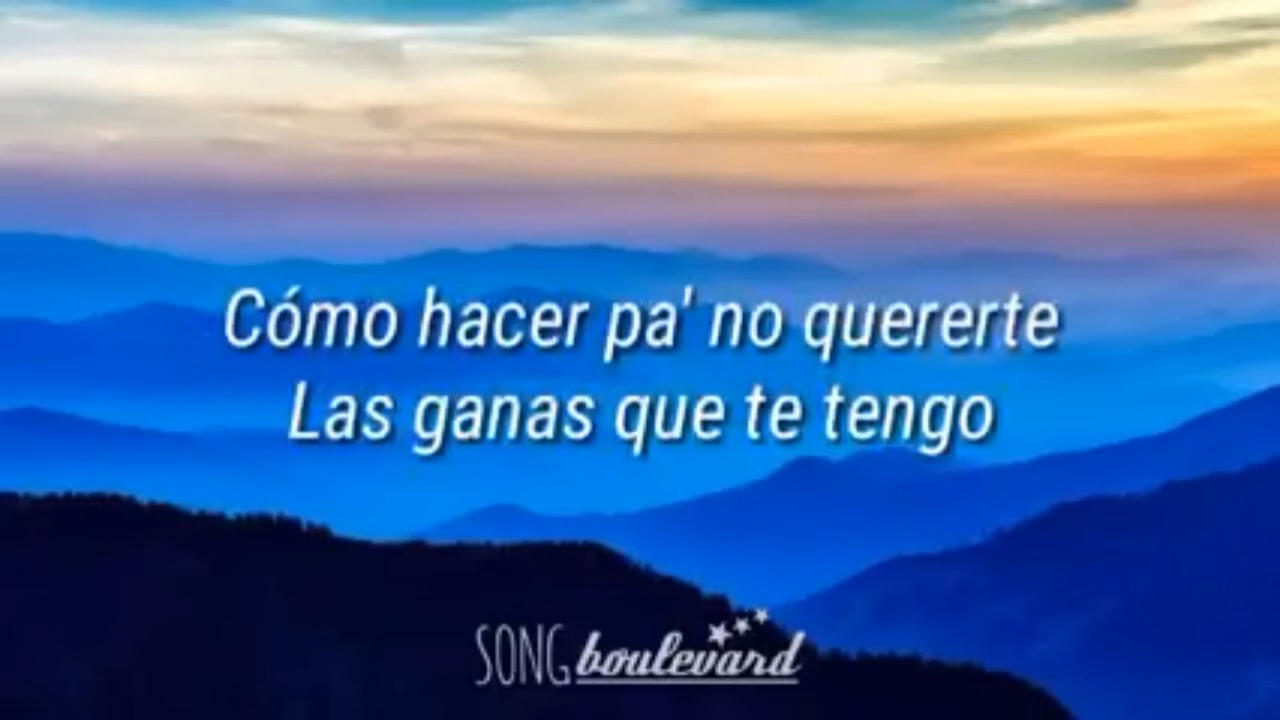 Cómo hacer pa' no quererte
Las ganas que te tengo
SONG boulevard